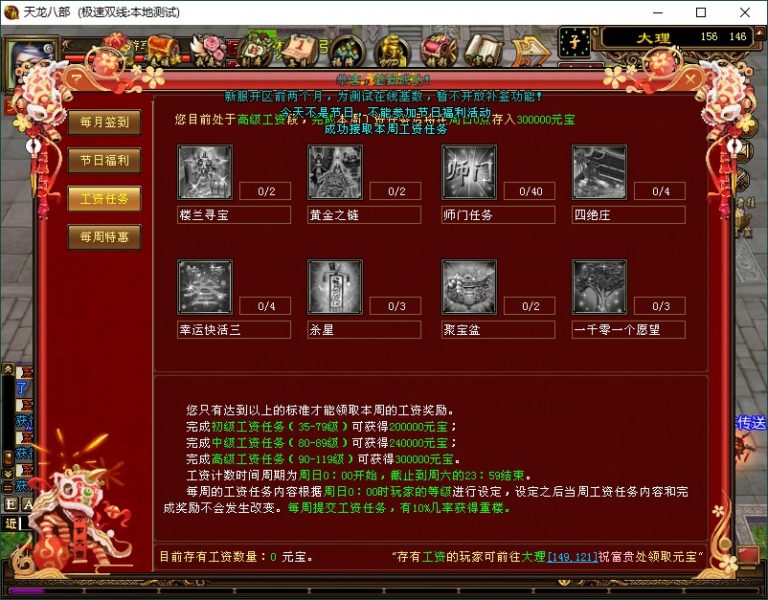 天龙八部 (极速双线:本地测试)
大理 156 146
新服开区前两个月，为测试在线基数，暂不开放补签功能！
今天不是节日，不能参加节日福利活动
您目前处于高级工资段，完成本周工资任务后将在周日0点存入300000元宝
成功接取本周工资任务
每月签到
节日福利
工资任务
每周特惠
0/2
0/2
0/40
0/4
楼兰寻宝
黄金之链
师门任务
四绝庄
0/4
0/3
0/2
0/3
幸运快活三
杀星
聚宝盆
一千零一个愿望
您只有达到以上的标准才能领取本周的工资奖励。
完成初级工资任务（35-79级）可获得200000元宝；
完成中级工资任务（80-89级）可获得240000元宝；
完成高级工资任务（90-119级）可获得300000元宝。
工资计数时间周期为周日0：00开始，截止到周六的23：59结束。
每周的工资任务内容根据周日0：00时玩家的等级进行设定，设定之后当周工资任务内容和完
成奖励不会发生改变。每周提交工资任务，有10%几率获得重楼。
目前存有工资数量：0 元宝。
“存有工资的玩家可前往大理[149,121]祝富贵处领取元宝”
传送
近